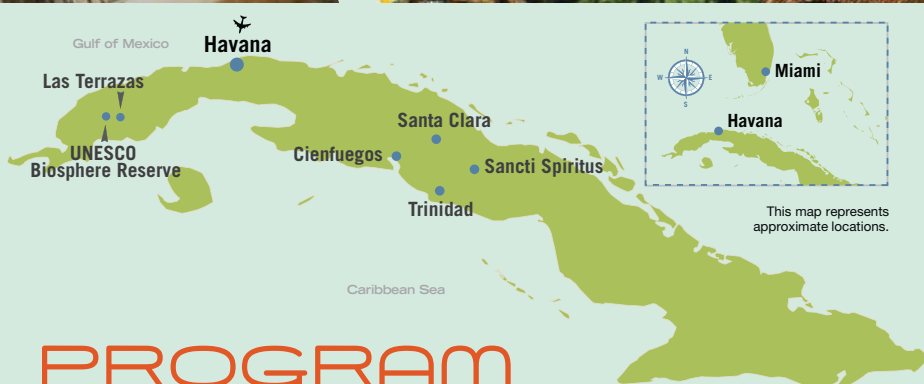 Gulf of Mexico
Havana
Las Terrazas
UNESCO
Biosphere Reserve
Santa Clara
Cienfuegos
Sancti Spiritus
Trinidad
Caribbean Sea
N
W
E
S
Miami
Havana
This map represents
approximate locations.
PROGRAM